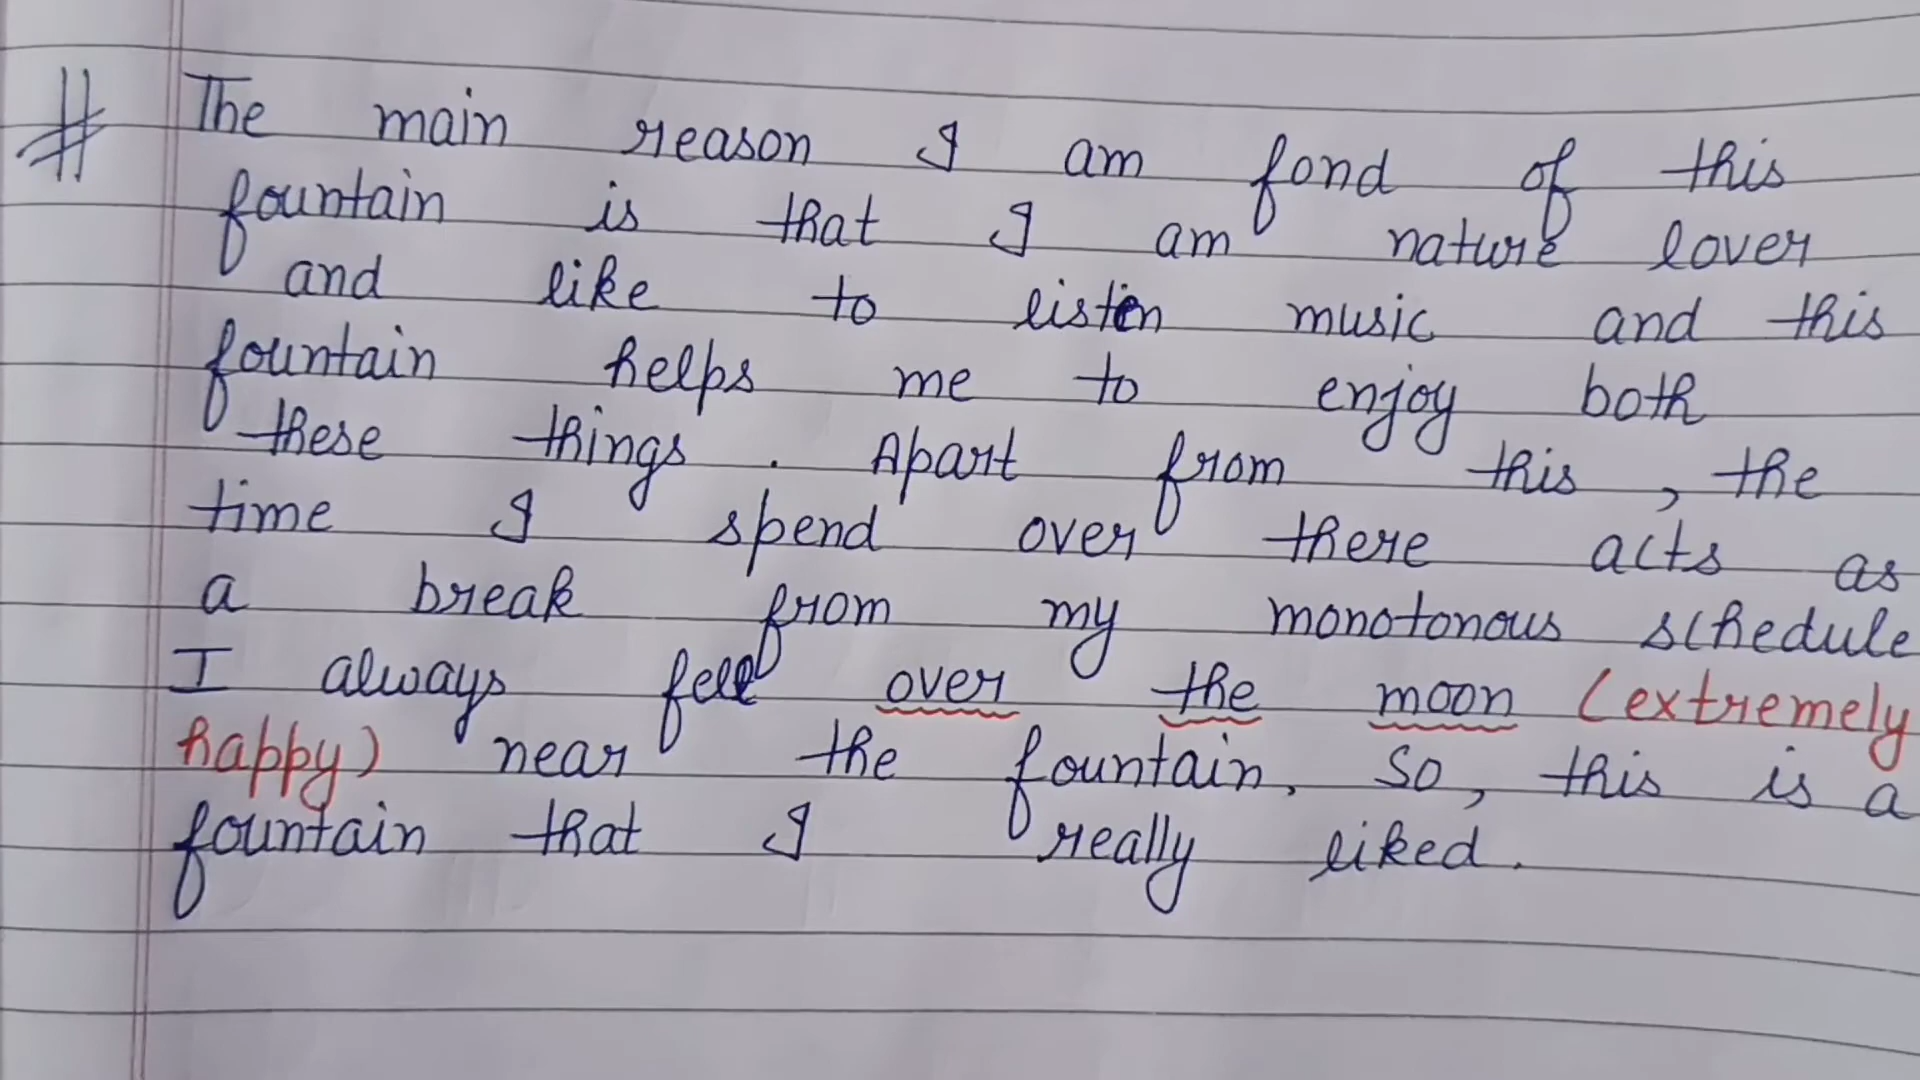 # The main reason I am fond of this
fountain is that I am nature lover
and like to listen music and this
fountain helps me to enjoy both
these things. Apart from this, the
time I spend over there acts as
a break from my monotonous schedule
I always feel over the moon (extremely
happy) near the fountain. So, this is a
fountain that I really liked.